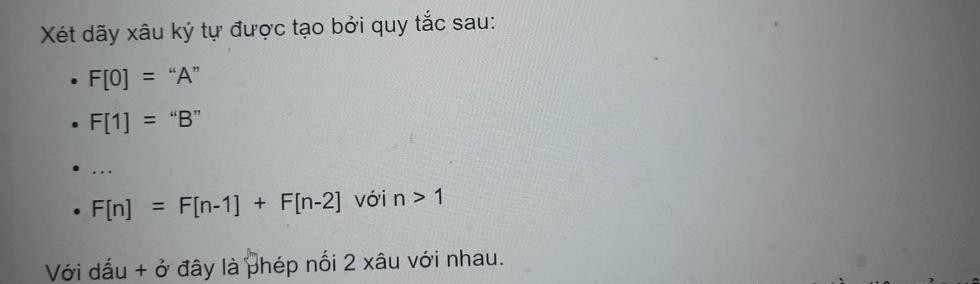 Xét dãy xâu ký tự được tạo bởi quy tắc sau:
• F[0] = “A”
• F[1] = “B”
• ...
• F[n] = F[n-1] + F[n-2] với n > 1
Với dấu + ở đây là phép nối 2 xâu với nhau.